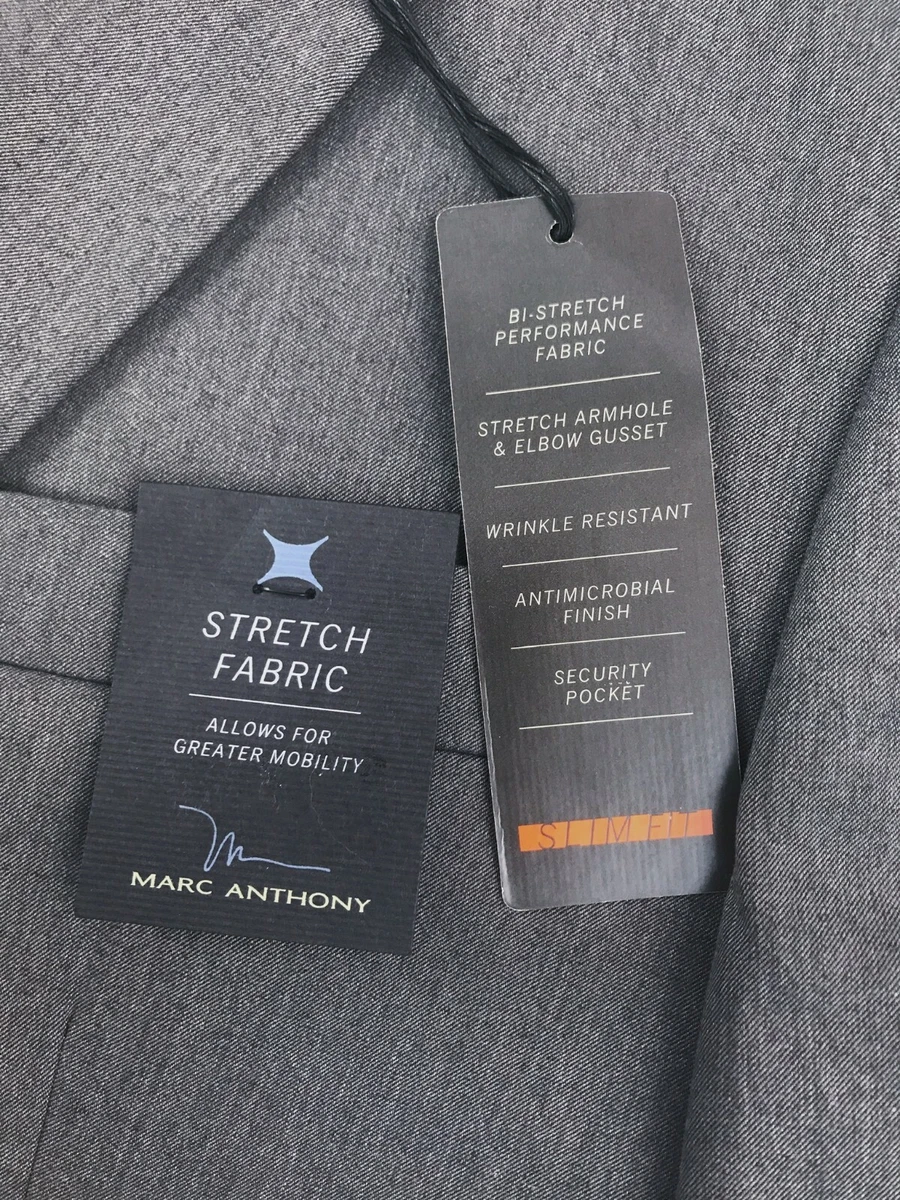 STRETCH
FABRIC
ALLOWS FOR
GREATER MOBILITY
MARC ANTHONY
BI-STRETCH
PERFORMANCE
FABRIC
STRETCH ARMHOLE
& ELBOW GUSSET
WRINKLE RESISTANT
ANTIMICROBIAL
FINISH
SECURITY
POCKET
SLIM FIT